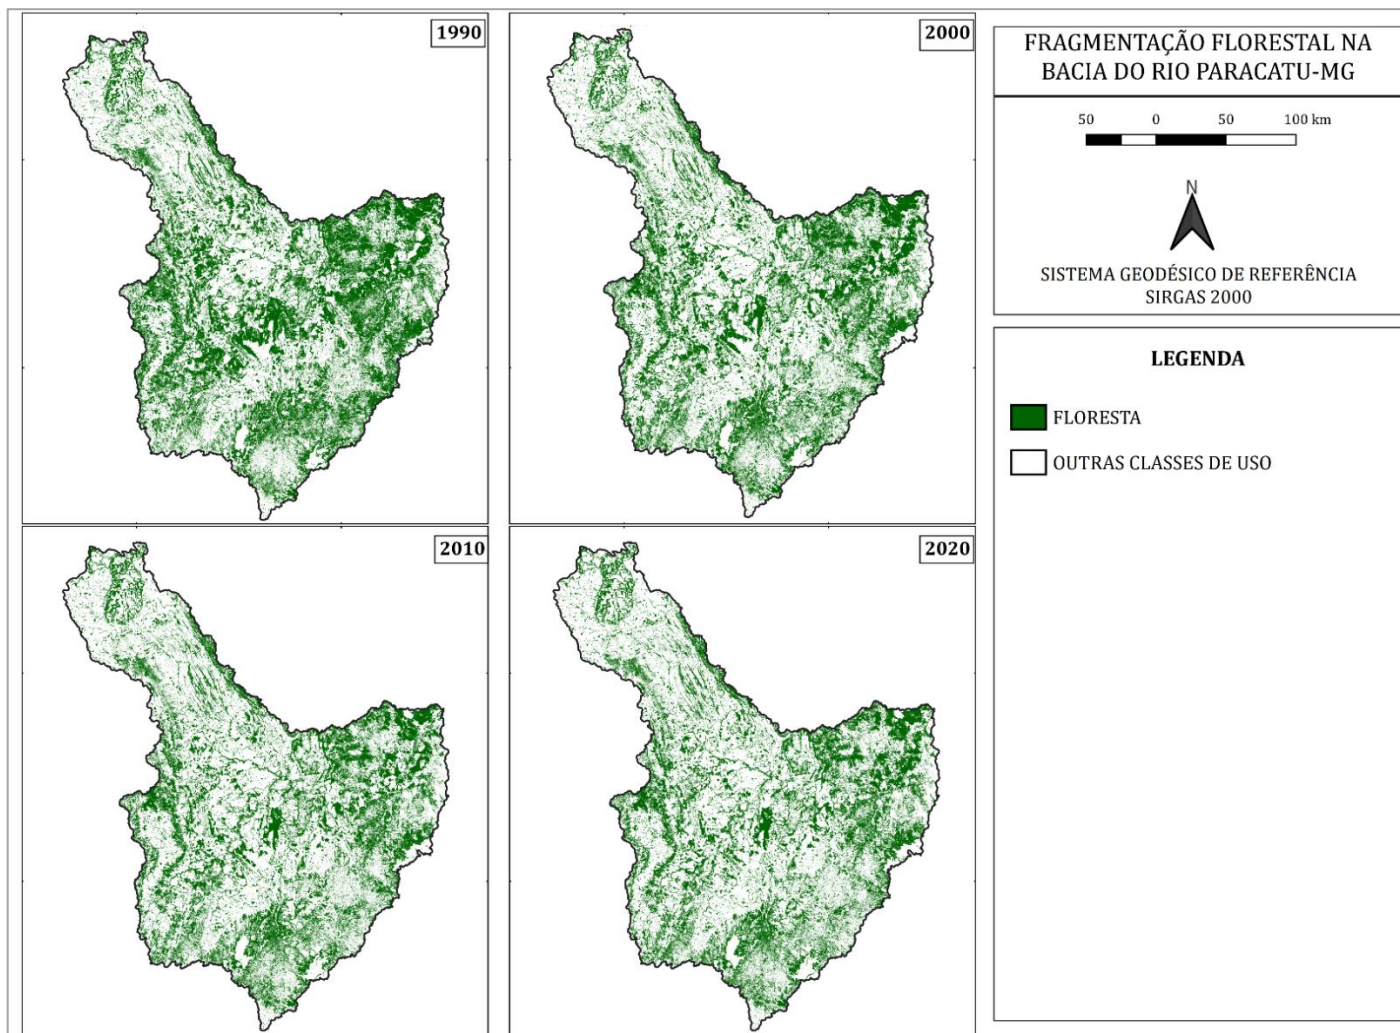 1990
2000
2010
2020
FRAGMENTAÇÃO FLORESTAL NA
BACIA DO RIO PARACATU-MG
50 0 50 100 km
N
SISTEMA GEODÉSICO DE REFERÊNCIA
SIRGAS 2000
LEGENDA
FLORESTA
OUTRAS CLASSES DE USO